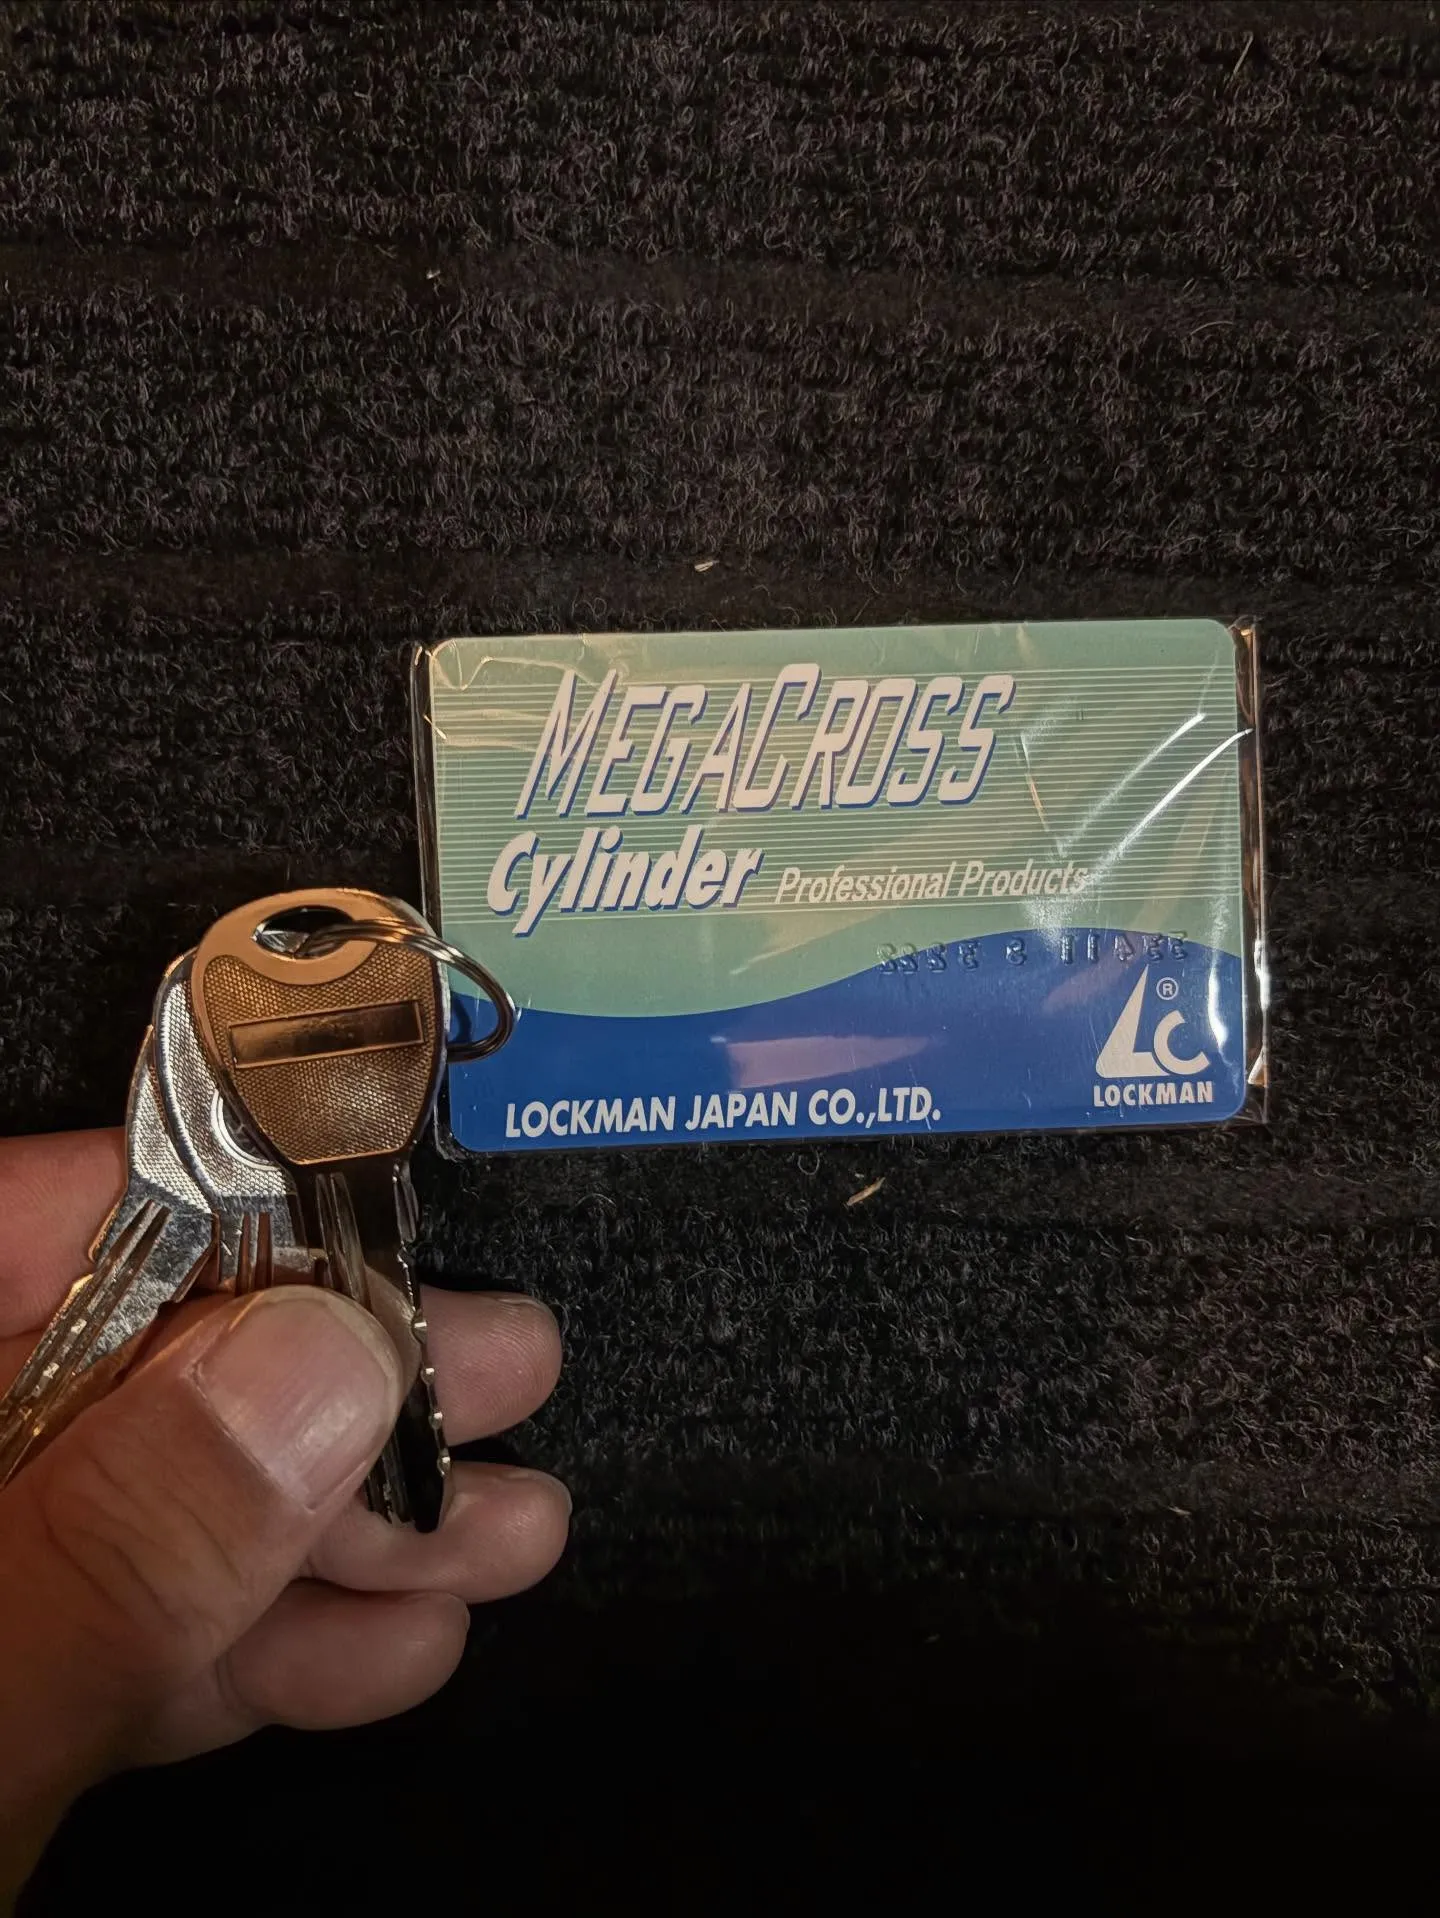 MEGACROSS
Cylinder Professional Products
®
LOCKMAN
LOCKMAN JAPAN CO.,LTD.